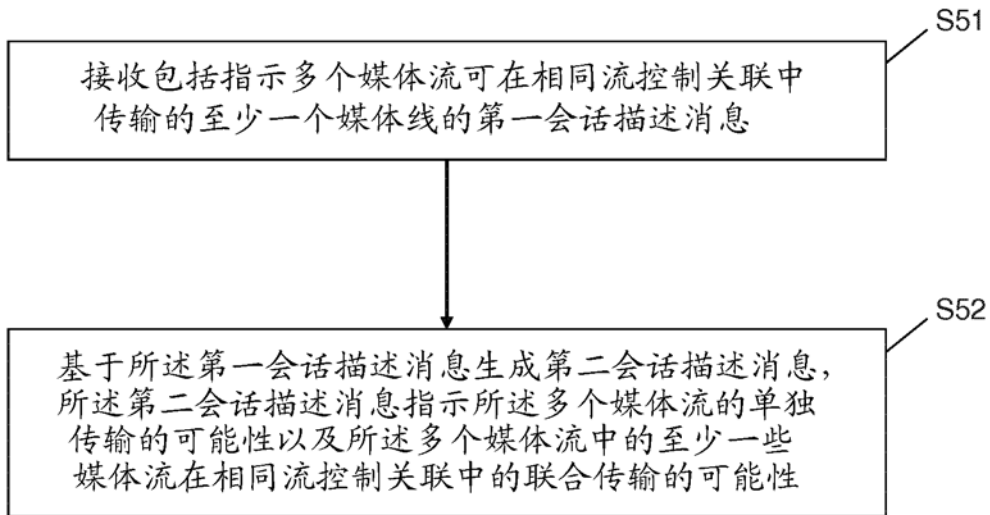 S51
接收包括指示多个媒体流可在相同流控制关联中
传输的至少一个媒体线的第一会话描述消息
S52
基于所述第一会话描述消息生成第二会话描述消息，
所述第二会话描述消息指示所述多个媒体流的单独
传输的可能性以及所述多个媒体流中的至少一些
媒体流在相同流控制关联中的联合传输的可能性